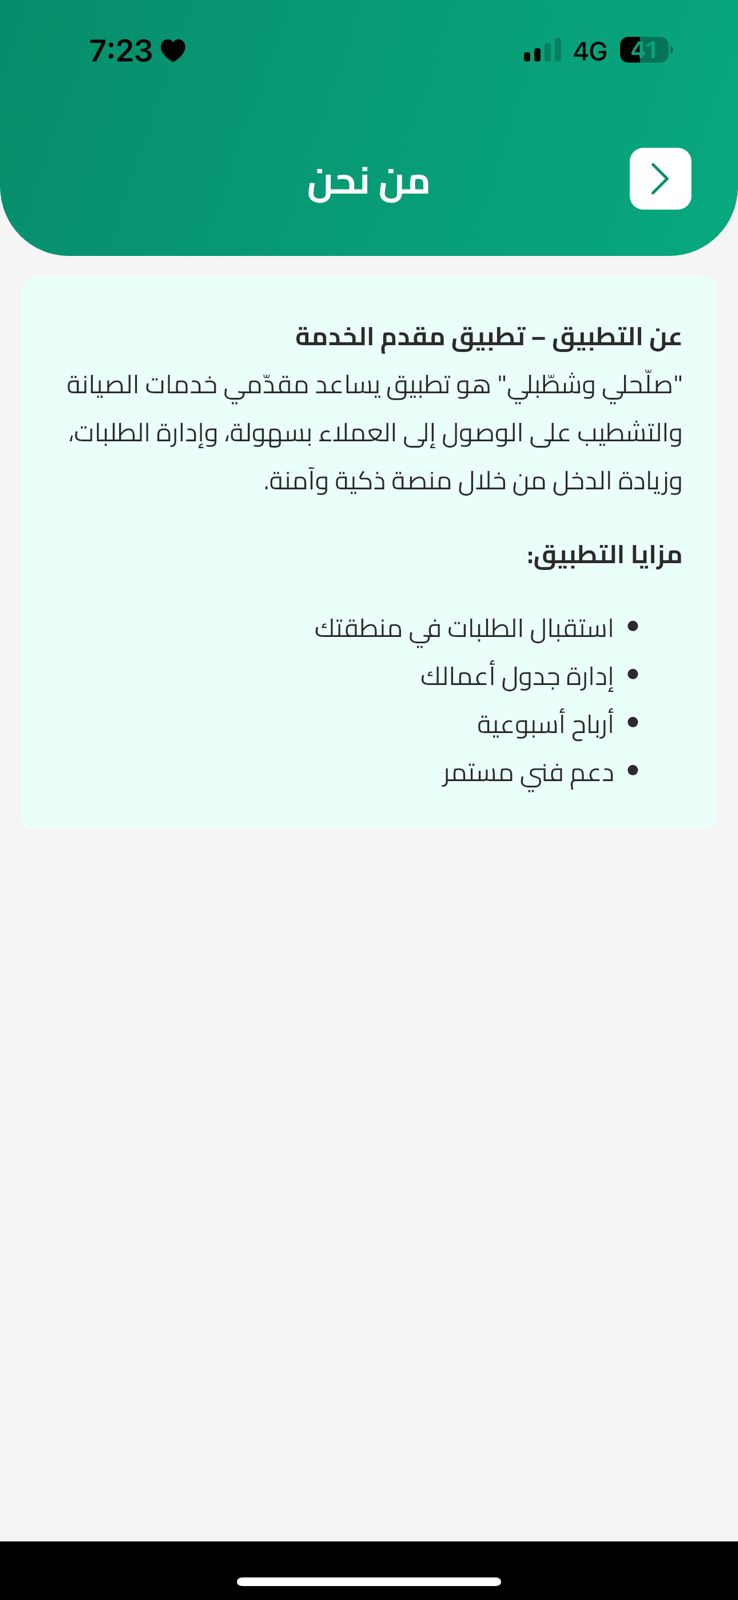 7:23
4G
41
من نحن
عن التطبيق – تطبيق مقدم الخدمة
"صلّحلي وشطّبلي" هو تطبيق يساعد مقدّمي خدمات الصيانة
والتشطيب على الوصول إلى العملاء بسهولة، وإدارة الطلبات،
وزيادة الدخل من خلال منصة ذكية وآمنة.
مزايا التطبيق:
• استقبال الطلبات في منطقتك
• إدارة جدول أعمالك
• أرباح أسبوعية
• دعم فني مستمر